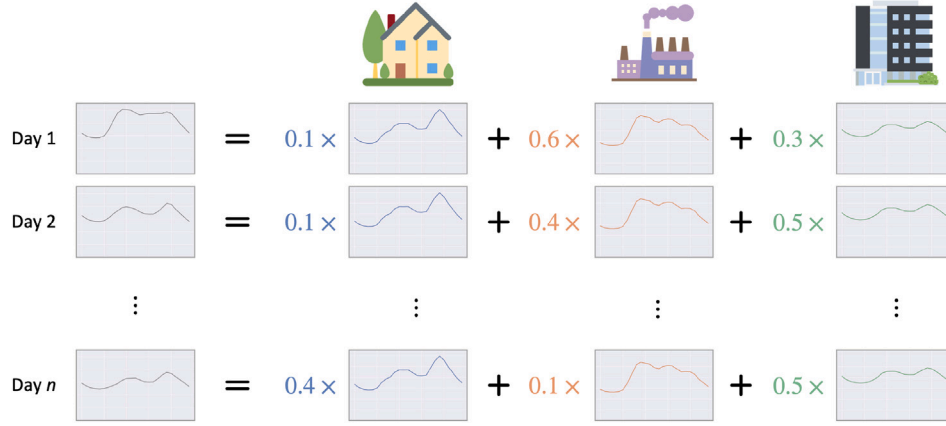 Day 1 = 0.1 × + 0.6 × + 0.3 ×
Day 2 = 0.1 × + 0.4 × + 0.5 ×
⋮ ⋮ ⋮ ⋮
Day n = 0.4 × + 0.1 × + 0.5 ×